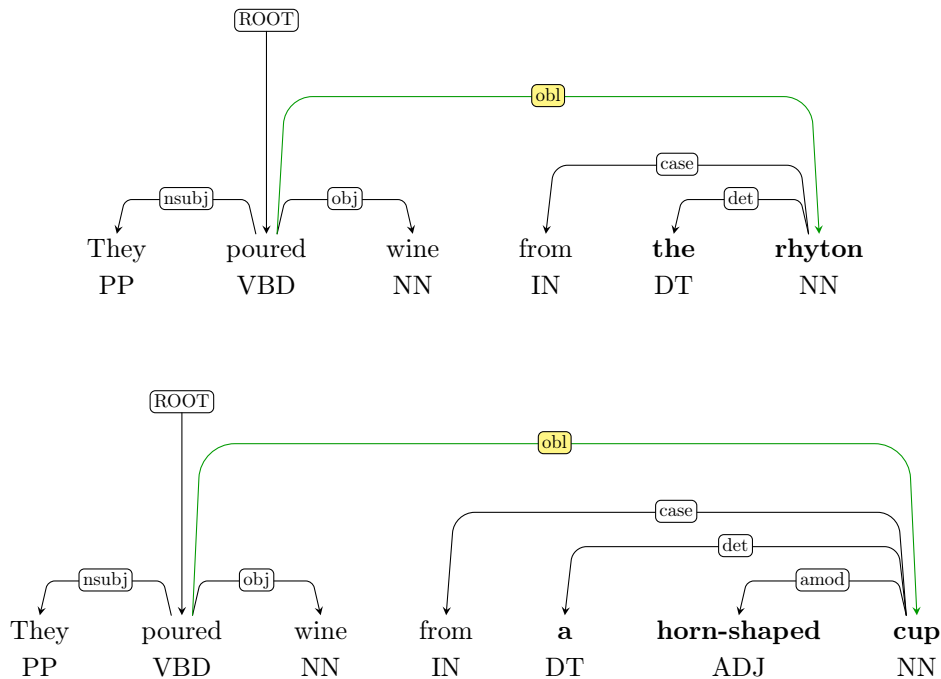 ROOT
obl
case
nsubj obj det
They poured wine from the rhyton
PP VBD NN IN DT NN
ROOT
obl
case
det
nsubj obj amod
They poured wine from a horn-shaped cup
PP VBD NN IN DT ADJ NN